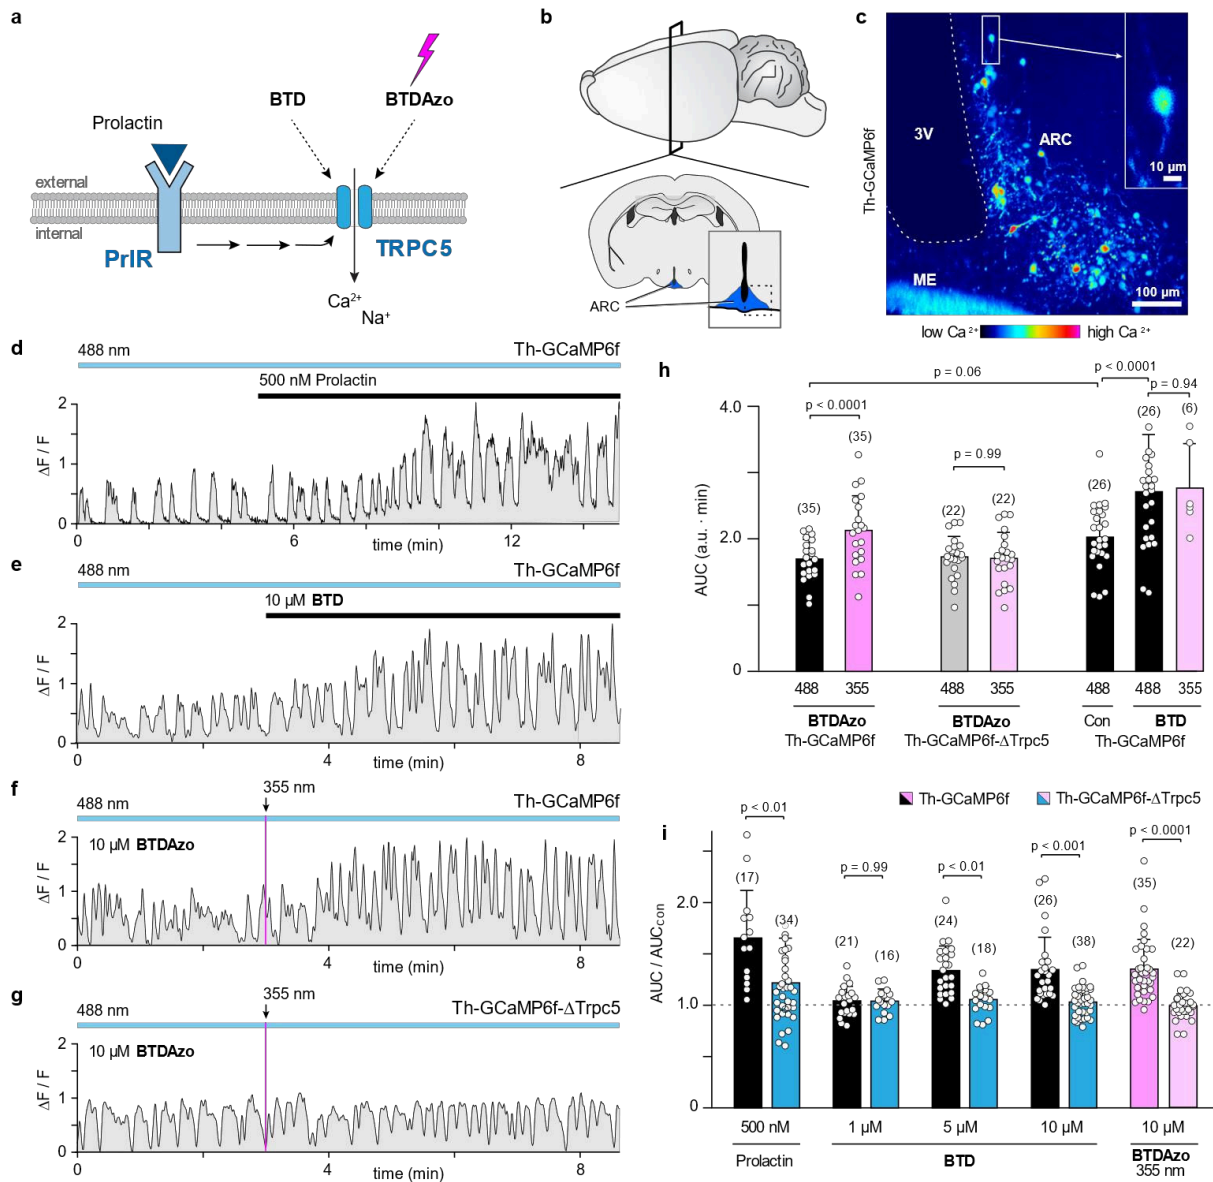 a
BTD
BTDAzo
Prolactin
external
internal
PrlR
TRPC5
Ca2+
Na+
b
ARC
c
Th-GCaMP6f
3V
ARC
ME
10 µm
100 µm
low Ca 2+
high Ca 2+
d
488 nm
Th-GCaMP6f
500 nM Prolactin
ΔF / F
2
1
0
0
6
12
time (min)
e
488 nm
Th-GCaMP6f
10 µM BTD
ΔF / F
2
1
0
0
4
8
time (min)
f
355 nm
488 nm
Th-GCaMP6f
10 µM BTDAzo
ΔF / F
2
1
0
0
4
8
time (min)
g
355 nm
488 nm
Th-GCaMP6f-ΔTrpc5
10 µM BTDAzo
ΔF / F
2
1
0
0
2
4
8
time (min)
h
p = 0.06
p < 0.0001
p = 0.94
p < 0.0001
p = 0.99
(35)
(35)
(22)
(22)
(26)
(26)
(6)
AUC (a.u. · min)
4.0
2.0
0
488 355 488 355 488 488 355
BTDAzo BTDAzo Con BTD
Th-GCaMP6f Th-GCaMP6f-ΔTrpc5 Th-GCaMP6f
i
Th-GCaMP6f Th-GCaMP6f-ΔTrpc5
p < 0.01
p = 0.99
p < 0.01
p < 0.001
p < 0.0001
(17)
(34)
(21)
(16)
(24)
(18)
(26)
(38)
(35)
(22)
AUC / AUCcon
2.0
1.0
0
500 nM 1 µM 5 µM 10 µM 10 µM
Prolactin BTD BTDAzo
355 nm